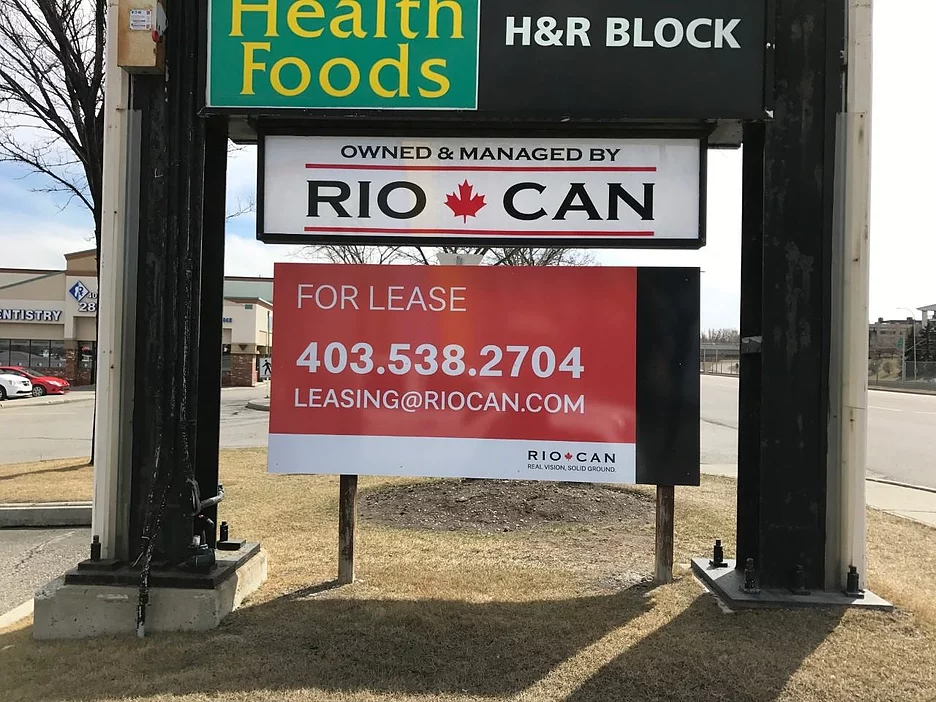 Health
Foods
H&R BLOCK
OWNED & MANAGED BY
RIO CAN
FOR LEASE
403.538.2704
LEASING@RIOCAN.COM
RIO CAN
REAL VISION, SOLID GROUND.
ENTISTRY
28